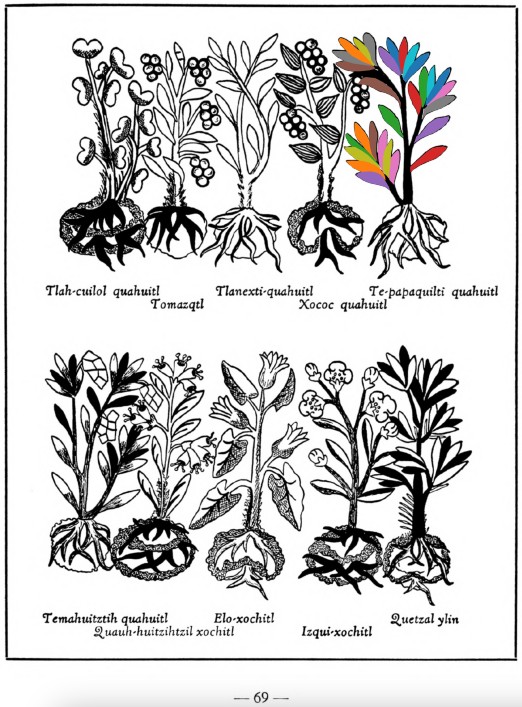 Tlah-cuilol quahuitl
Tomazqtl
Tlanexti-quahuitl
Xococ quahuitl
Te-papaquilti quahuitl
Temahuitztih quahuitl
Quauh-huitzihtzil xochitl
Elo-xochitl
Izqui-xochitl
Quetzal ylin
— 69 —